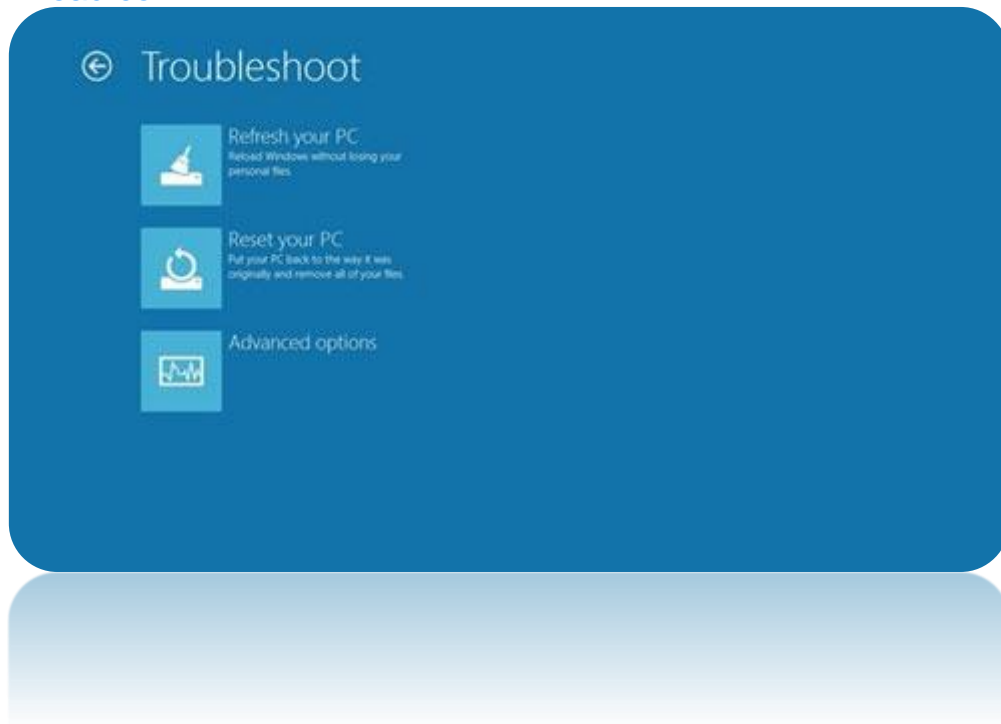 Troubleshoot
Refresh your PC
Reload Windows without losing your
personal files.
Reset your PC
Put your PC back to the way it was
originally and remove all of your files.
Advanced options